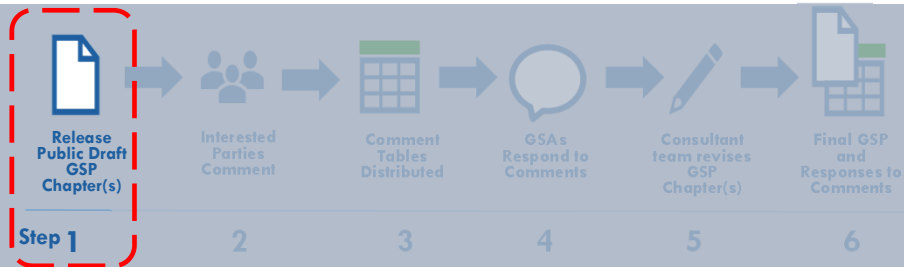 Release
Public Draft
GSP
Chapter(s)
Interested
Parties
Comment
Comment
Tables
Distributed
GSAs
Respond to
Comments
Consultant
team revises
GSP
Chapter(s)
Final GSP
and
Responses to
Comments
Step 1
2
3
4
5
6